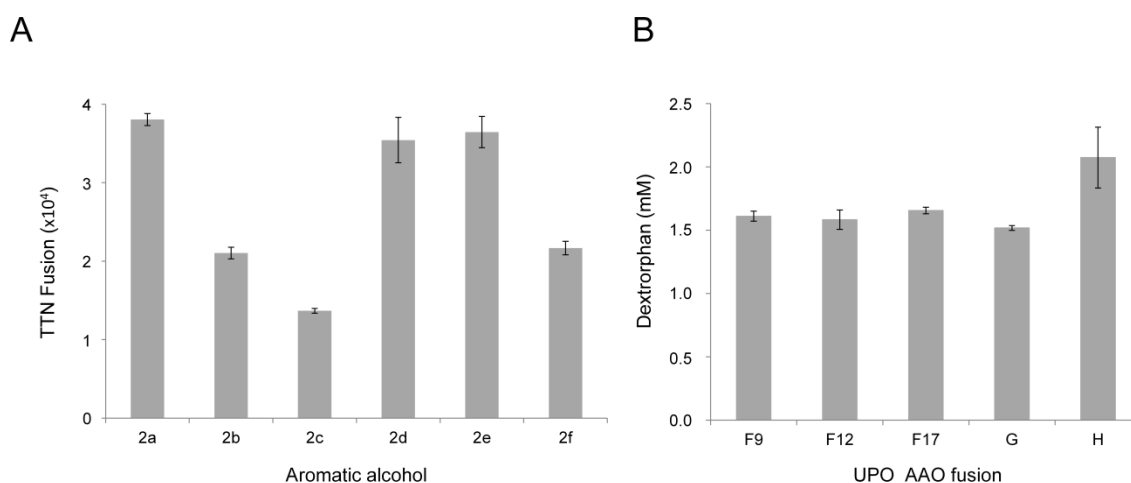 A
TTN Fusion (x10⁴)
4
3
2
1
0
2a 2b 2c 2d 2e 2f
Aromatic alcohol
B
Dextrorphan (mM)
2.5
2.0
1.5
1.0
0.5
0.0
F9 F12 F17 G H
UPO AAO fusion